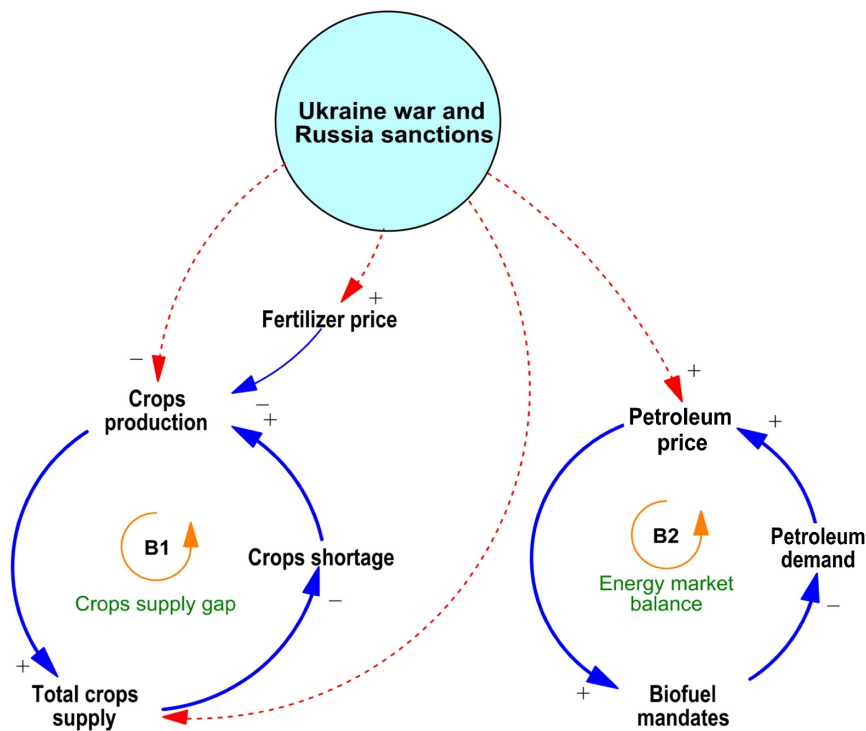 Ukraine war and
Russia sanctions
+
Fertilizer price
−
+
Crops
production
−
+
Petroleum
price
+
B1
Crops supply gap
Crops shortage
−
B2
Energy market
balance
Petroleum
demand
−
+
Total crops
supply
+
Biofuel
mandates